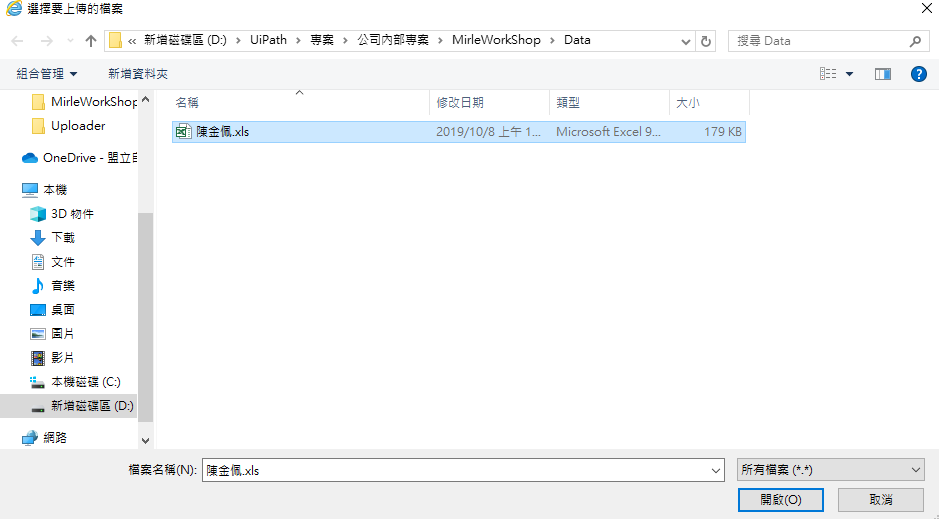 選擇要上傳的檔案
« 新增磁碟區 (D:) > UiPath > 專案 > 公司內部專案 > MirleWorkShop > Data
搜尋 Data
組合管理
新增資料夾
名稱
修改日期
類型
大小
陳金佩.xls
2019/10/8 上午 1...
Microsoft Excel 9...
179 KB
MirleWorkShop
Uploader
OneDrive - 盟立自
本機
3D 物件
下載
文件
音樂
桌面
圖片
影片
本機磁碟 (C:)
新增磁碟區 (D:)
網路
檔案名稱(N):
陳金佩.xls
所有檔案 (*.*)
開啟(O)
取消